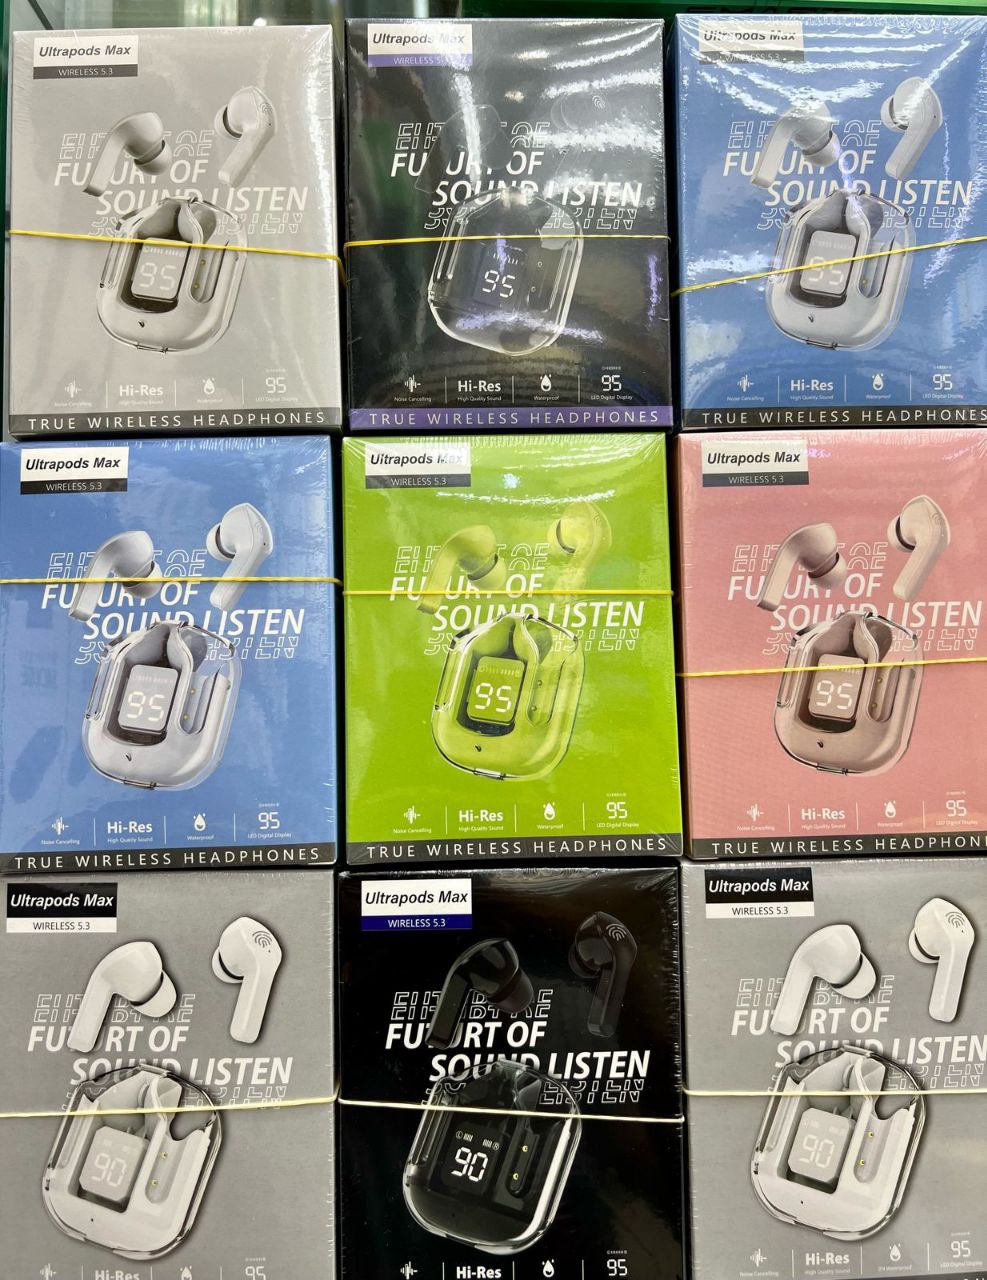 Ultrapods Max
WIRELESS 5.3
FUTURT OF
SOUND LISTEN
95
Hi-Res
95
Noise Cancelling
High Quality Sound
Waterproof
LED Digital Display
TRUE WIRELESS HEADPHONES
Ultrapods Max
WIRELESS 5.3
FUTURT OF
SOUND LISTEN
95
Hi-Res
95
Noise Cancelling
High Quality Sound
Waterproof
LED Digital Display
TRUE WIRELESS HEADPHONES
Ultrapods Max
WIRELESS 5.3
FUTURT OF
SOUND LISTEN
95
Hi-Res
95
Noise Cancelling
High Quality Sound
Waterproof
LED Digital Display
TRUE WIRELESS HEADPHONES
Ultrapods Max
WIRELESS 5.3
FUTURT OF
SOUND LISTEN
95
Hi-Res
95
Noise Cancelling
High Quality Sound
Waterproof
LED Digital Display
TRUE WIRELESS HEADPHONES
Ultrapods Max
WIRELESS 5.3
FUTURT OF
SOUND LISTEN
95
Hi-Res
95
Noise Cancelling
High Quality Sound
Waterproof
LED Digital Display
TRUE WIRELESS HEADPHONES
Ultrapods Max
WIRELESS 5.3
FUTURT OF
SOUND LISTEN
95
Hi-Res
95
Noise Cancelling
High Quality Sound
Waterproof
LED Digital Display
TRUE WIRELESS HEADPHONES
Ultrapods Max
WIRELESS 5.3
FUTURT OF
SOUND LISTEN
90
Hi-Res
95
Ultrapods Max
WIRELESS 5.3
FUTURT OF
SOUND LISTEN
90
Hi-Res
95
Ultrapods Max
WIRELESS 5.3
FUTURT OF
SOUND LISTEN
90
Hi-Res
95
Noise Cancelling
High Quality Sound
IP4 Waterproof
LED Digital Display